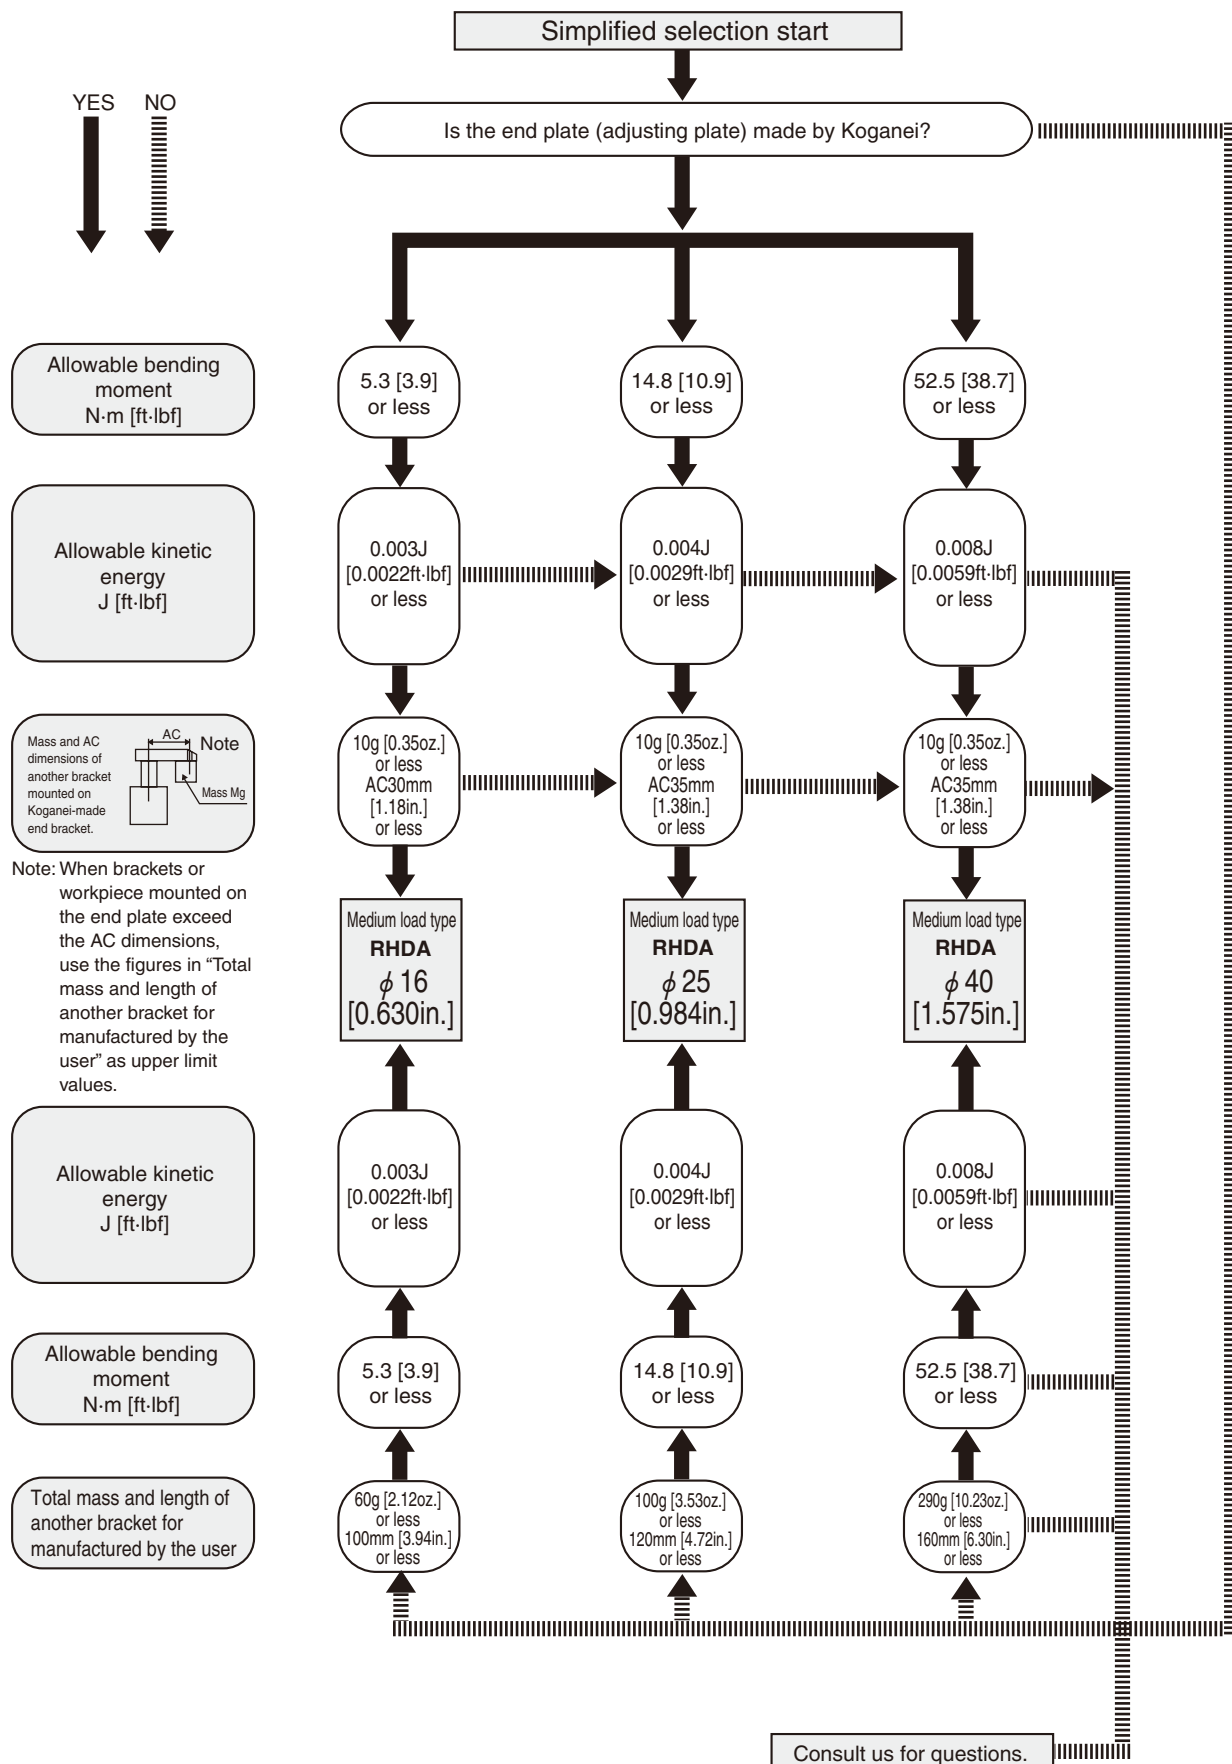 Simplified selection start
YES NO
Is the end plate (adjusting plate) made by Koganei?
Allowable bending
moment
N·m [ft·lbf]
5.3 [3.9]
or less
14.8 [10.9]
or less
52.5 [38.7]
or less
Allowable kinetic
energy
J [ft·lbf]
0.003J
[0.0022ft·lbf]
or less
0.004J
[0.0029ft·lbf]
or less
0.008J
[0.0059ft·lbf]
or less
Mass and AC
dimensions of
another bracket
mounted on
Koganei-made
end bracket.
AC
Note
Mass Mg
10g [0.35oz.]
or less
AC30mm
[1.18in.]
or less
10g [0.35oz.]
or less
AC35mm
[1.38in.]
or less
10g [0.35oz.]
or less
AC35mm
[1.38in.]
or less
Note: When brackets or
workpiece mounted on
the end plate exceed
the AC dimensions,
use the figures in “Total
mass and length of
another bracket for
manufactured by the
user” as upper limit
values.
Medium load type
RHDA
ϕ 16
[0.630in.]
Medium load type
RHDA
ϕ 25
[0.984in.]
Medium load type
RHDA
ϕ 40
[1.575in.]
Allowable kinetic
energy
J [ft·lbf]
0.003J
[0.0022ft·lbf]
or less
0.004J
[0.0029ft·lbf]
or less
0.008J
[0.0059ft·lbf]
or less
Allowable bending
moment
N·m [ft·lbf]
5.3 [3.9]
or less
14.8 [10.9]
or less
52.5 [38.7]
or less
Total mass and length of
another bracket for
manufactured by the user
60g [2.12oz.]
or less
100mm [3.94in.]
or less
100g [3.53oz.]
or less
120mm [4.72in.]
or less
290g [10.23oz.]
or less
160mm [6.30in.]
or less
Consult us for questions.